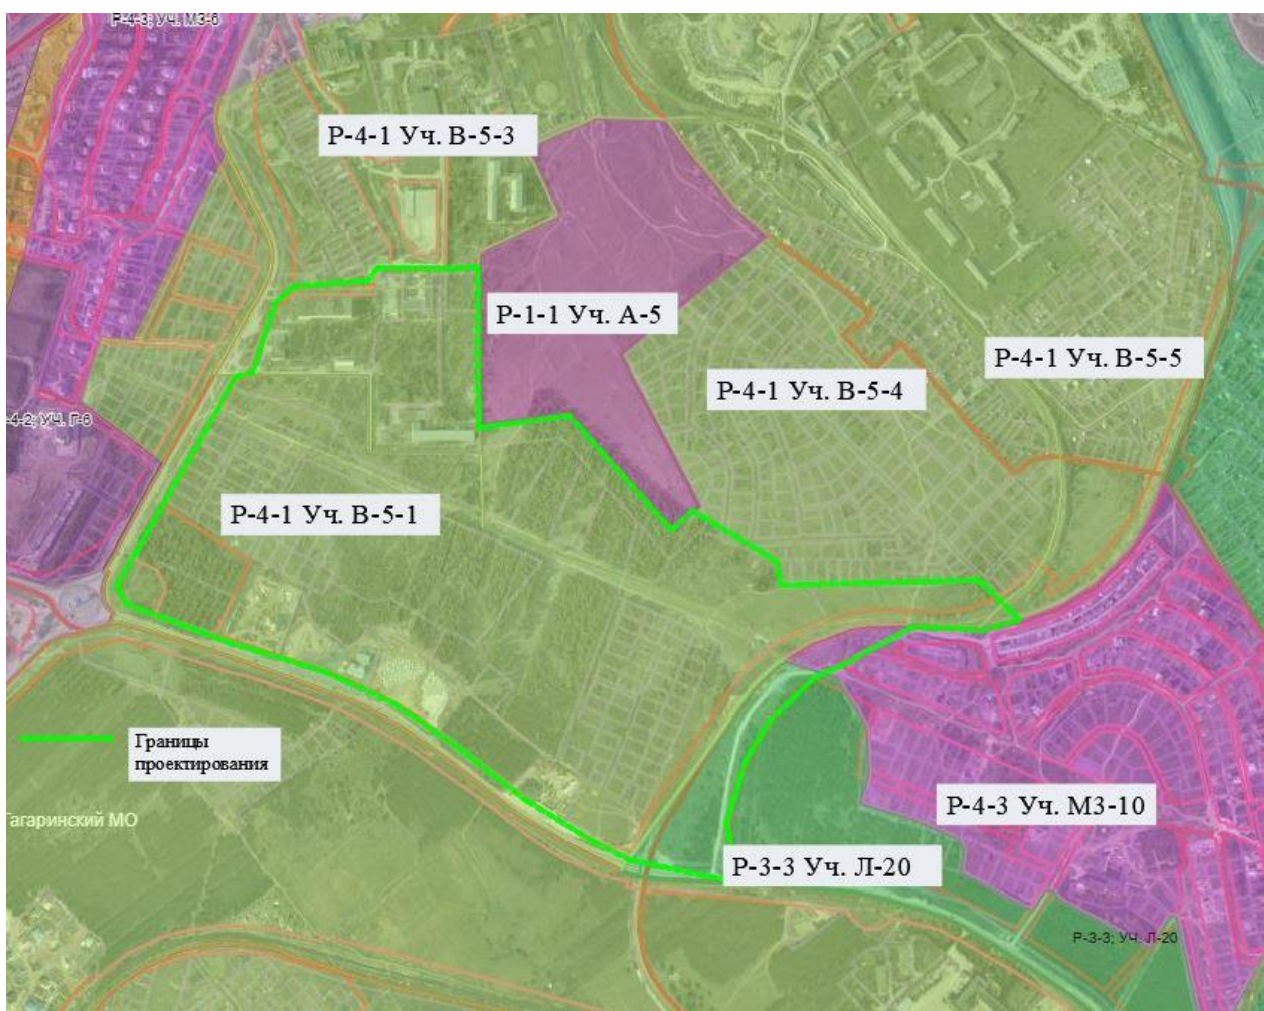 Р-4-3; УЧ. МЗ-6
Р-4-1 Уч. В-5-3
Р-1-1 Уч. А-5
Р-4-1 Уч. В-5-5
Р-4-1 Уч. В-5-4
-4-2; УЧ. Г-6
Р-4-1 Уч. В-5-1
Границы
проектирования
Гагаринский МО
Р-4-3 Уч. МЗ-10
Р-3-3 Уч. Л-20
Р-3-3; УЧ. Л-20